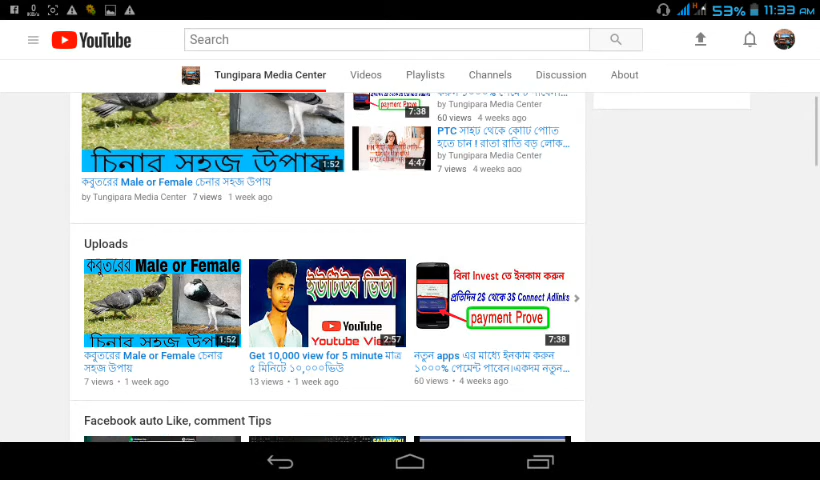 53% 11:33 AM
YouTube
Search
Tungipara Media Center Videos Playlists Channels Discussion About
চিনার সহজ উপায়
1:52
কবুতরের Male or Female চেনার সহজ উপায়
by Tungipara Media Center 7 views 1 week ago
payment Prove
7:38
by Tungipara Media Center
60 views 4 weeks ago
4:47
PTC সাইট থেকে কোটি পোতি
হতে চান ! রাতা রাতি বড় লোক...
by Tungipara Media Center
7 views 4 weeks ago
Uploads
কবুতরের Male or Female
1:52
কবুতরের Male or Female চেনার
সহজ উপায়
7 views • 1 week ago
ইউটিউব ভিউ।
YouTube
2:57
Get 10,000 view for 5 minute মাত্র
৫ মিনিটে ১০,০০০ভিউ
13 views • 1 week ago
বিনা Invest তে ইনকাম করুন
প্রতিদিন 2$ থেকে 3$ Connect Adlinks
payment Prove
7:38
নতুন apps এর মাধ্যে ইনকাম করুন
১০০০% পেমেন্ট পাবেন।একদম নতুন...
60 views • 4 weeks ago
Facebook auto Like, comment Tips